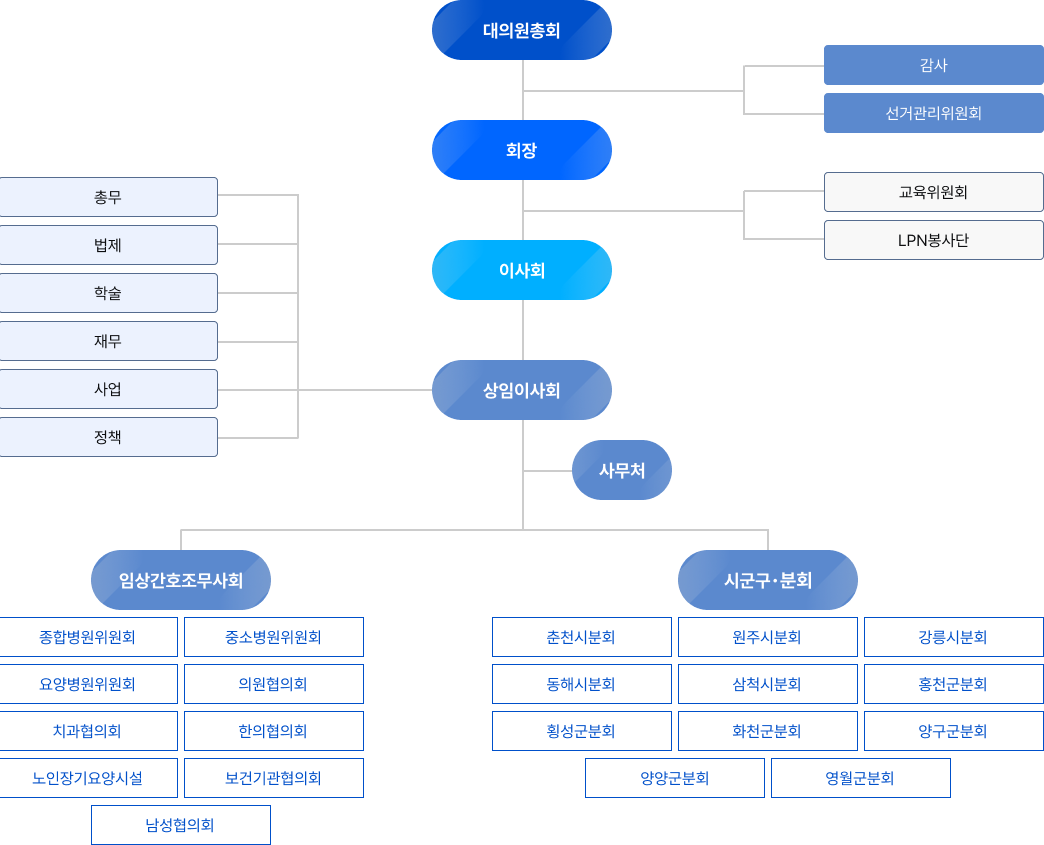 대의원총회
감사
선거관리위원회
회장
교육위원회
LPN봉사단
이사회
총무
법제
학술
재무
사업
정책
상임이사회
사무처
임상간호조무사회
종합병원위원회
중소병원위원회
요양병원위원회
의원협의회
치과협의회
한의협의회
노인장기요양시설
보건기관협의회
남성협의회
시군구·분회
춘천시분회
원주시분회
강릉시분회
동해시분회
삼척시분회
홍천군분회
횡성군분회
화천군분회
양구군분회
양양군분회
영월군분회